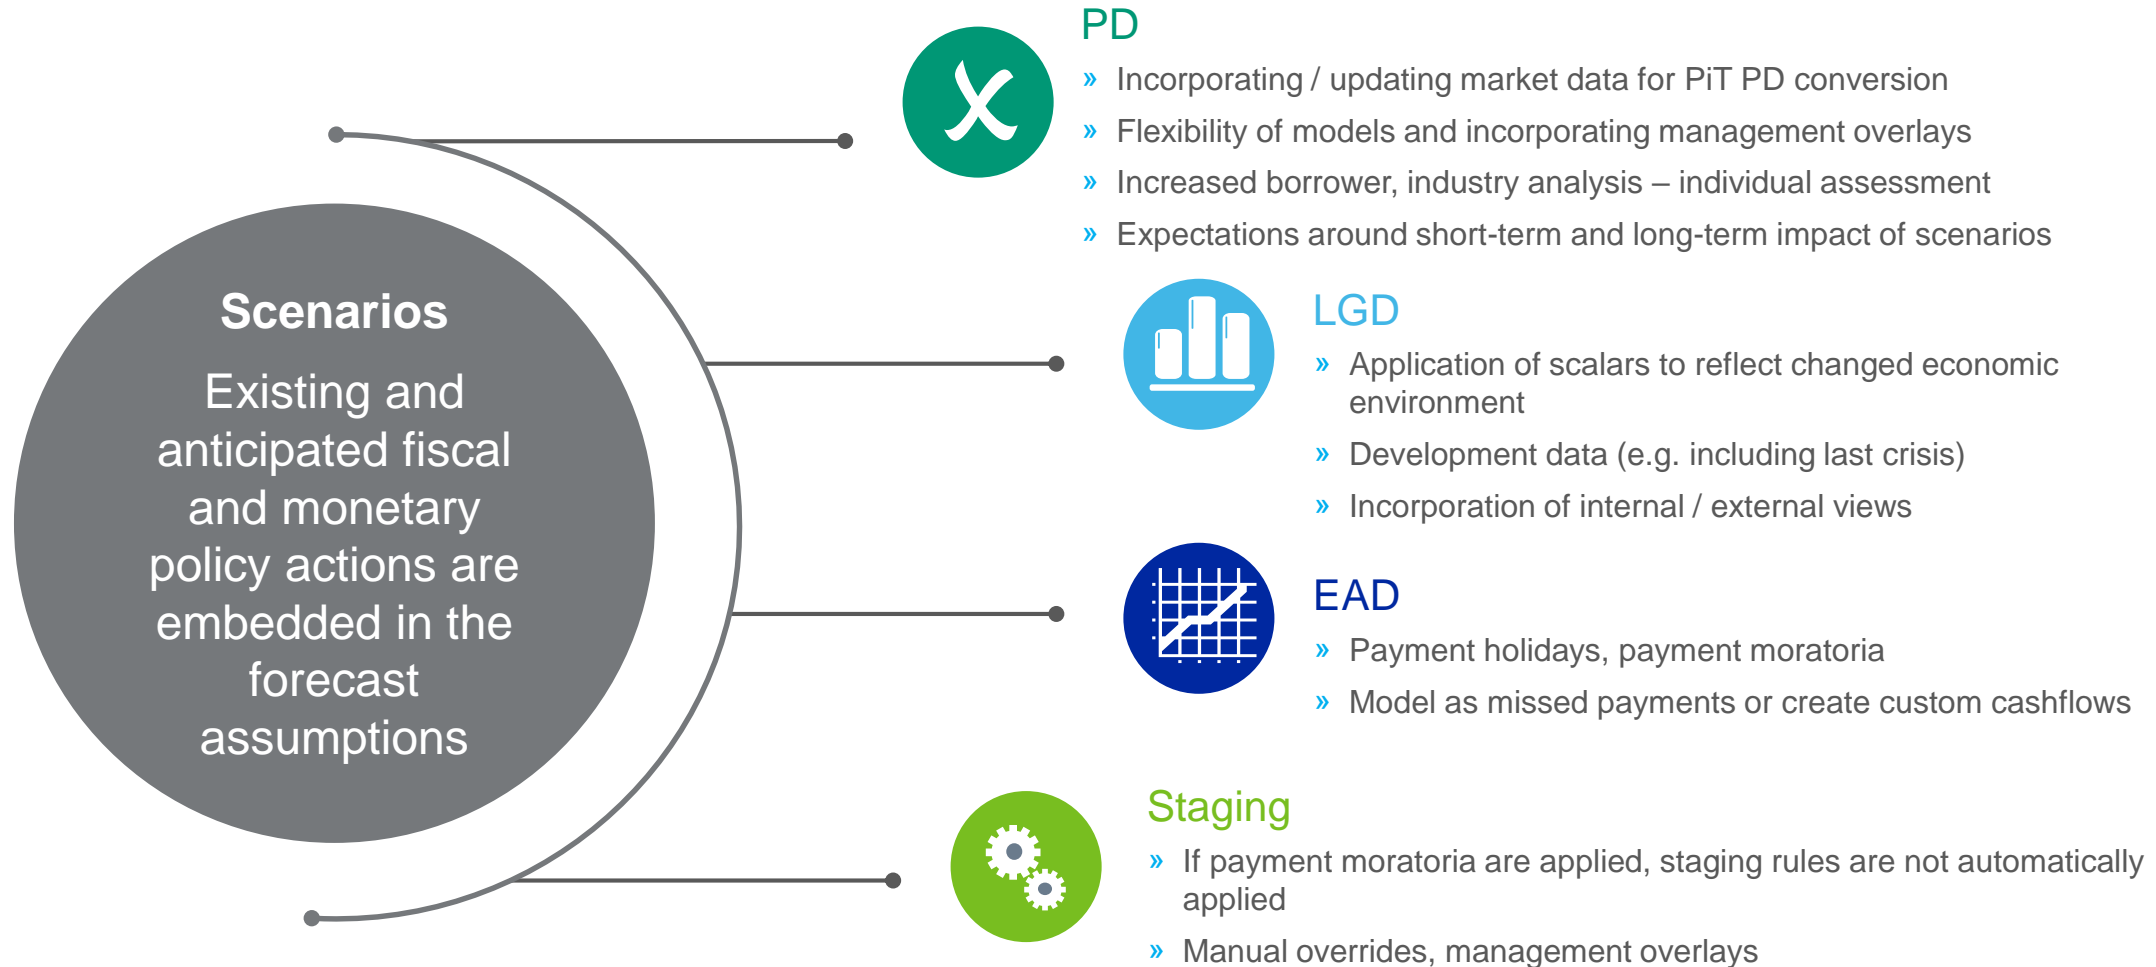 Scenarios
Existing and
anticipated fiscal
and monetary
policy actions are
embedded in the
forecast
assumptions
PD
» Incorporating / updating market data for PiT PD conversion
» Flexibility of models and incorporating management overlays
» Increased borrower, industry analysis – individual assessment
» Expectations around short-term and long-term impact of scenarios
LGD
» Application of scalars to reflect changed economic
environment
» Development data (e.g. including last crisis)
» Incorporation of internal / external views
EAD
» Payment holidays, payment moratoria
» Model as missed payments or create custom cashflows
Staging
» If payment moratoria are applied, staging rules are not automatically
applied
» Manual overrides, management overlays